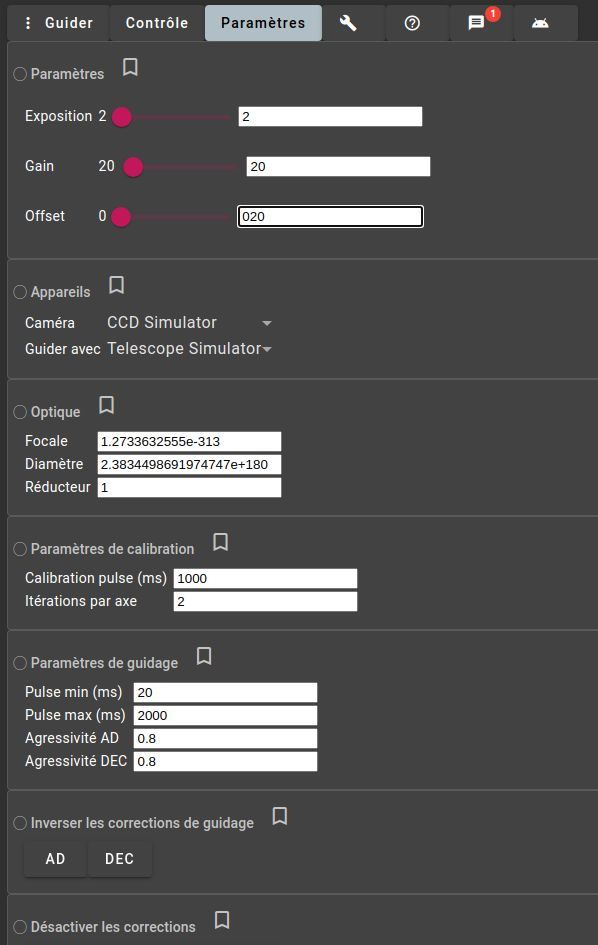 Guider Contrôle Paramètres 1
Paramètres
Exposition 2 2
Gain 20 20
Offset 0 020
Appareils
Caméra CCD Simulator
Guider avec Telescope Simulator
Optique
Focale 1.2733632555e-313
Diamètre 2.3834498691974747e+180
Réducteur 1
Paramètres de calibration
Calibration pulse (ms) 1000
Itérations par axe 2
Paramètres de guidage
Pulse min (ms) 20
Pulse max (ms) 2000
Agressivité AD 0.8
Agressivité DEC 0.8
Inverser les corrections de guidage
AD DEC
Désactiver les corrections